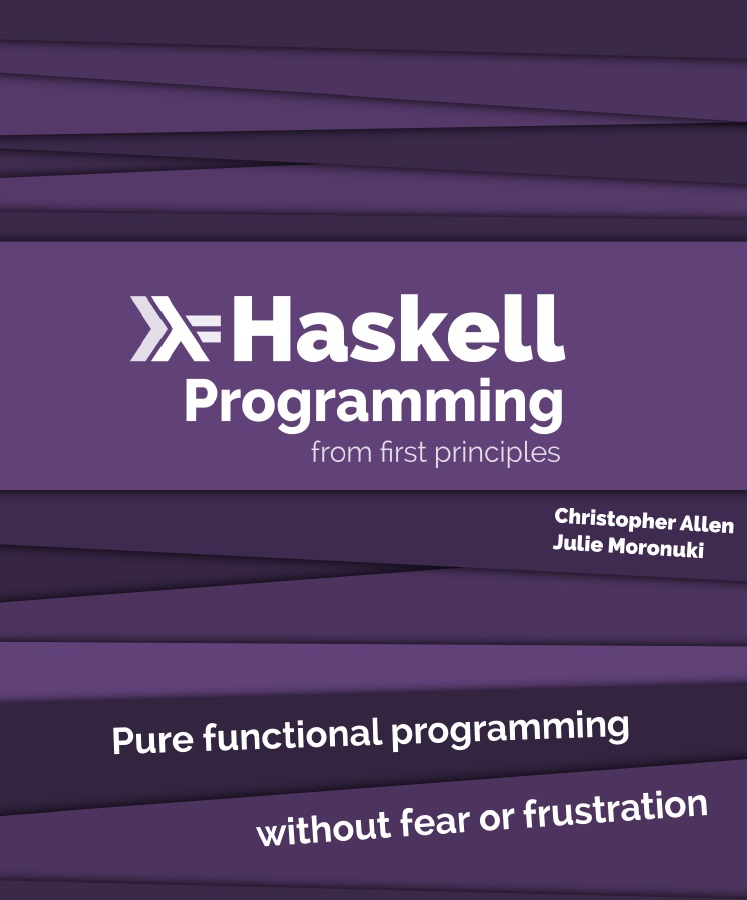 Haskell
Programming
from first principles
Christopher Allen
Julie Moronuki
Pure functional programming
without fear or frustration